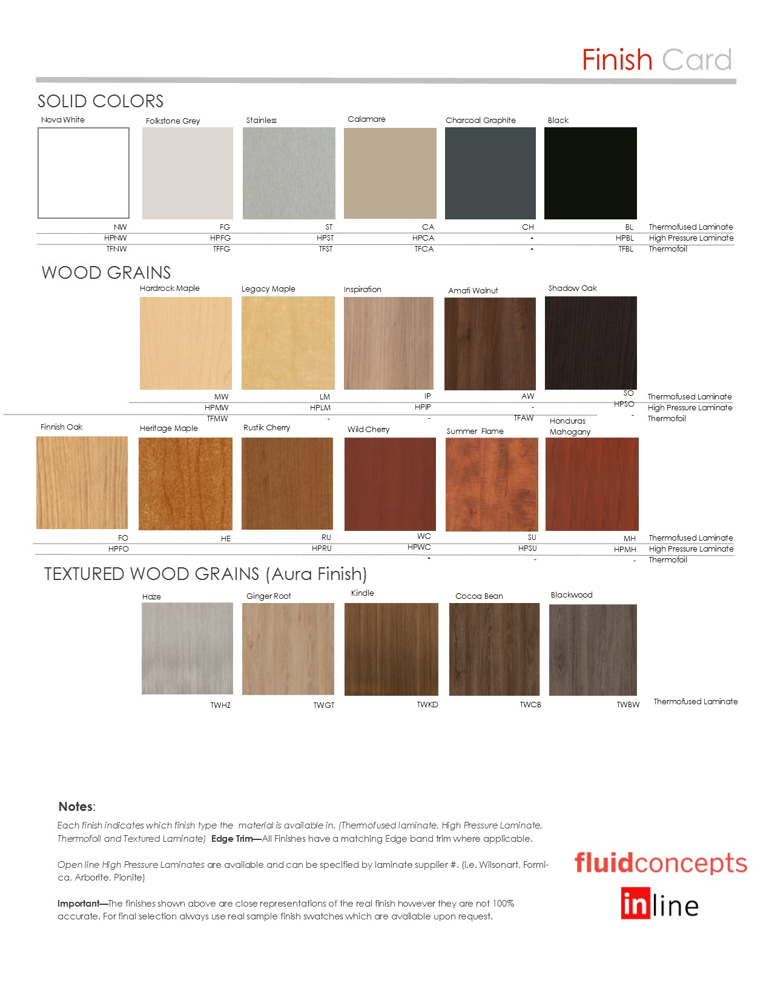 Finish Card
SOLID COLORS
Nova White Folkstone Grey Stainless Calamare Charcoal Graphite Black
NW FG ST CA CH BL Thermofused Laminate
HPNW HPFG HPST HPCA - HPBL High Pressure Laminate
TFNW TFFG TFST TFCA - TFBL Thermofoil
WOOD GRAINS
Hardrock Maple Legacy Maple Inspiration Amati Walnut Shadow Oak
MW LM IP AW SO Thermofused Laminate
HPMW HPLM HPIP - HPSO High Pressure Laminate
TFMW - - TFAW - Thermofoil
Finnish Oak Heritage Maple Rustik Cherry Wild Cherry Summer Flame Honduras
Mahogany
FO HE RU WC SU MH Thermofused Laminate
HPFO HPRU HPWC HPSU HPMH High Pressure Laminate
- - - Thermofoil
TEXTURED WOOD GRAINS (Aura Finish)
Haze Ginger Root Kindle Cocoa Bean Blackwood
TWHZ TWGT TWKD TWCB TWBW Thermofused Laminate
Notes:
Each finish indicates which finish type the material is available in. (Thermofused laminate, High Pressure Laminate,
Thermofoil and Textured Laminate) Edge Trim—All Finishes have a matching Edge band trim where applicable.
Open line High Pressure Laminates are available and can be specified by laminate supplier #. (i.e. Wilsonart, Formi-
ca, Arborite, Pionite)
Important—The finishes shown above are close representations of the real finish however they are not 100%
accurate. For final selection always use real sample finish swatches which are available upon request.
fluidconcepts
inline